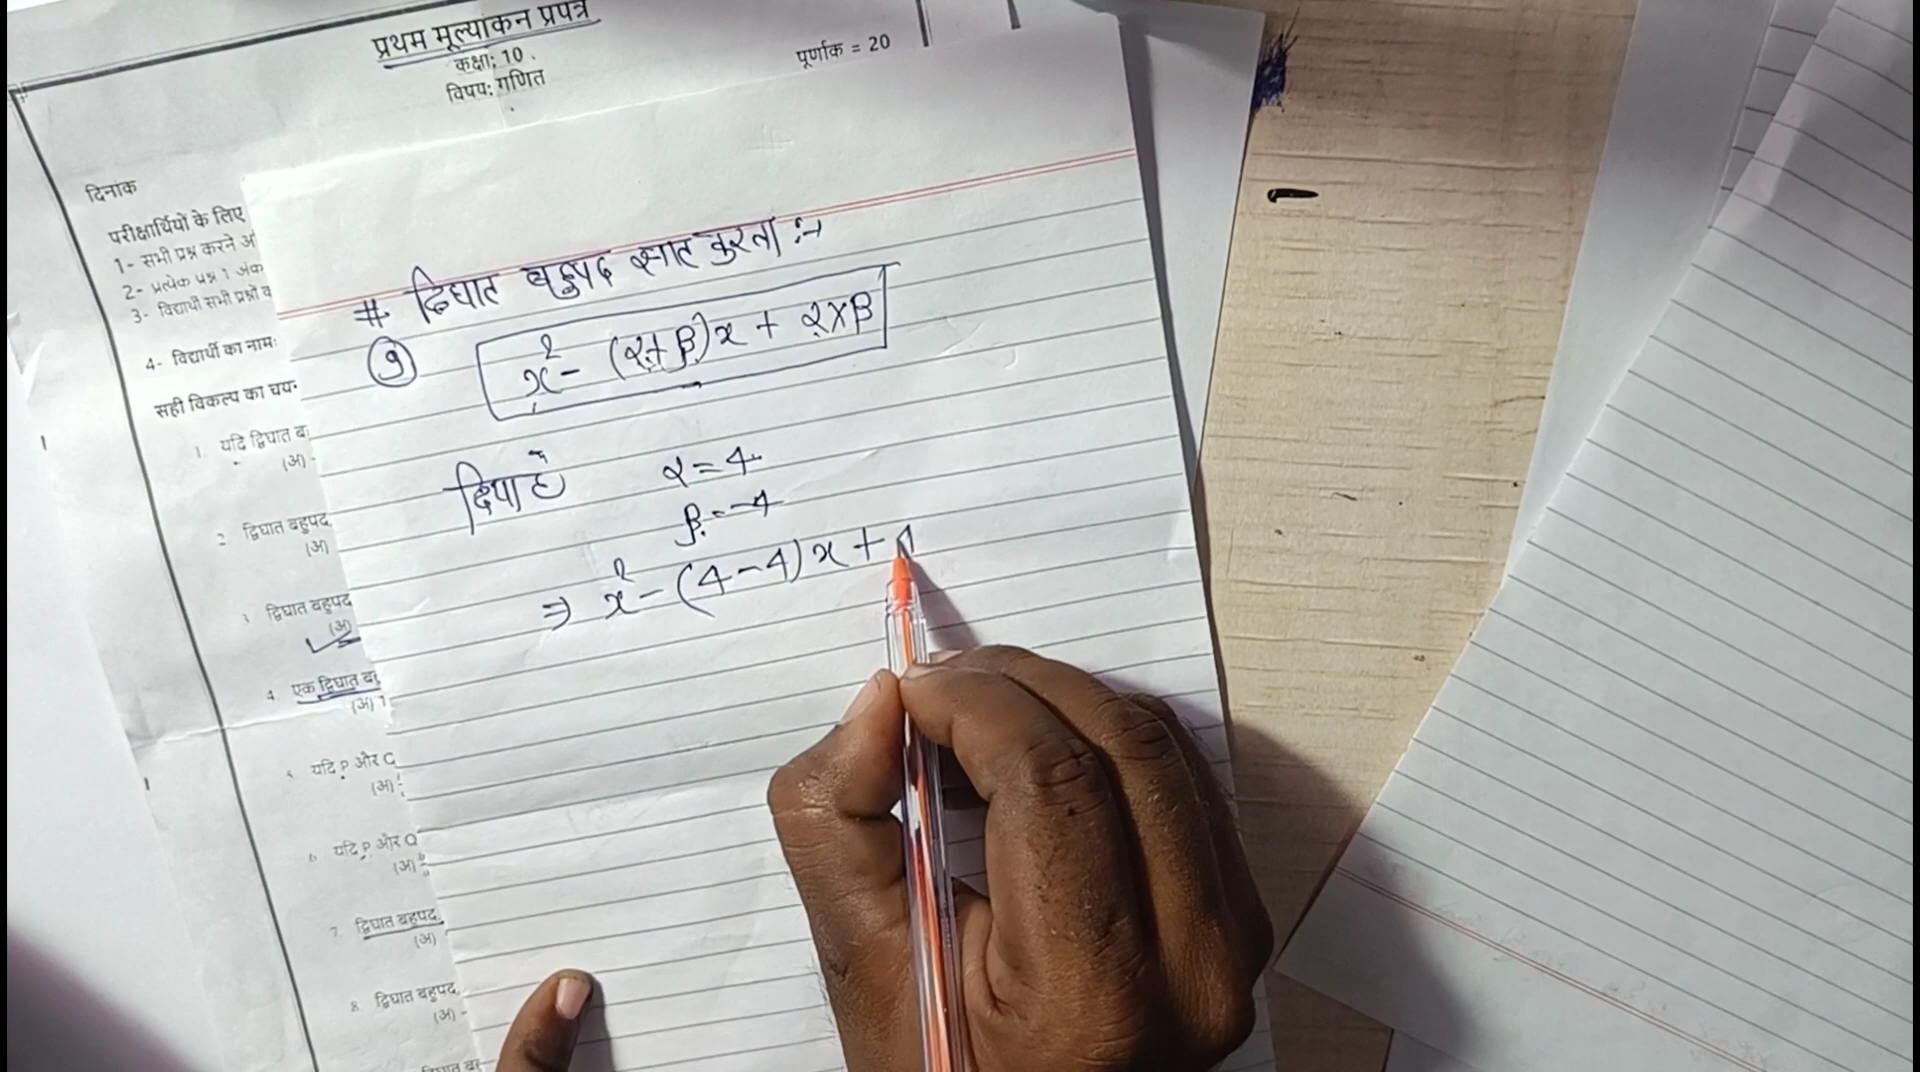 प्रथम मूल्याकन प्रपत्र
कक्षा: 10
विषय: गणित
पूर्णांक = 20
दिनांक
परीक्षार्थियों के लिए
1- सभी प्रश्न करने अ
2- प्रत्येक प्रश्न 1 अंक
3- विद्यार्थी सभी प्रश्नों क
4- विद्यार्थी का नाम:
सही विकल्प का चय
1. यदि द्विघात ब
(अ) -
2. द्विघात बहुपद
(अ)
3. द्विघात बहुपद
(अ)
4. एक द्विघात बहु
(अ) 1
5. यदि P और Q
(अ)
6. यदि P और Q
(अ)
7. द्विघात बहुपद
(अ)
8. द्विघात बहुपद
(अ) -
# द्विघात बहुपद ज्ञात करना :-
9 x² - (α+β)x + α×β
दिया है α = 4
β = -4
⇒ x² - (4-4)x + 4